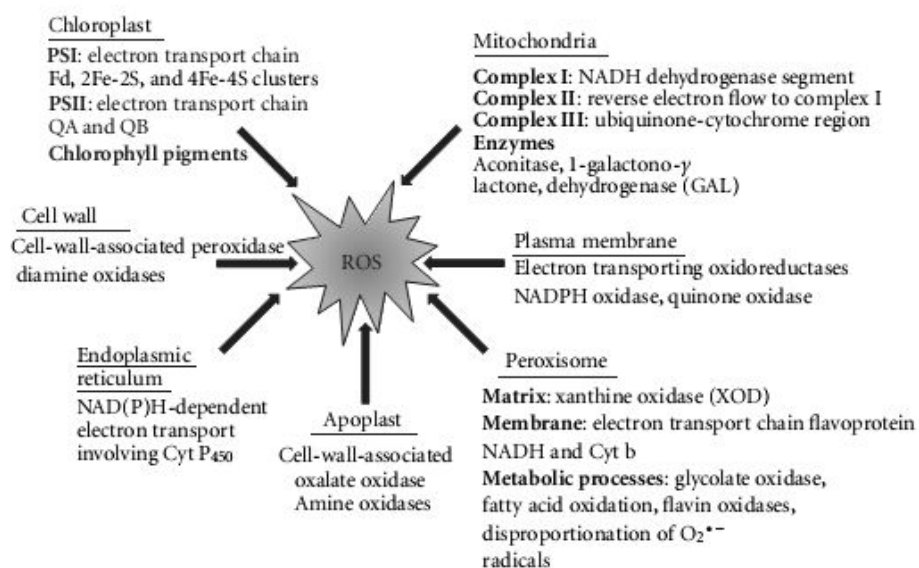 Chloroplast
PSI: electron transport chain
Fd, 2Fe-2S, and 4Fe-4S clusters
PSII: electron transport chain
QA and QB
Chlorophyll pigments
Mitochondria
Complex I: NADH dehydrogenase segment
Complex II: reverse electron flow to complex I
Complex III: ubiquinone-cytochrome region
Enzymes
Aconitase, 1-galactono-γ
lactone, dehydrogenase (GAL)
Cell wall
Cell-wall-associated peroxidase
diamine oxidases
ROS
Plasma membrane
Electron transporting oxidoreductases
NADPH oxidase, quinone oxidase
Endoplasmic
reticulum
NAD(P)H-dependent
electron transport
involving Cyt P₄₅₀
Apoplast
Cell-wall-associated
oxalate oxidase
Amine oxidases
Peroxisome
Matrix: xanthine oxidase (XOD)
Membrane: electron transport chain flavoprotein
NADH and Cyt b
Metabolic processes: glycolate oxidase,
fatty acid oxidation, flavin oxidases,
disproportionation of O₂•⁻
radicals